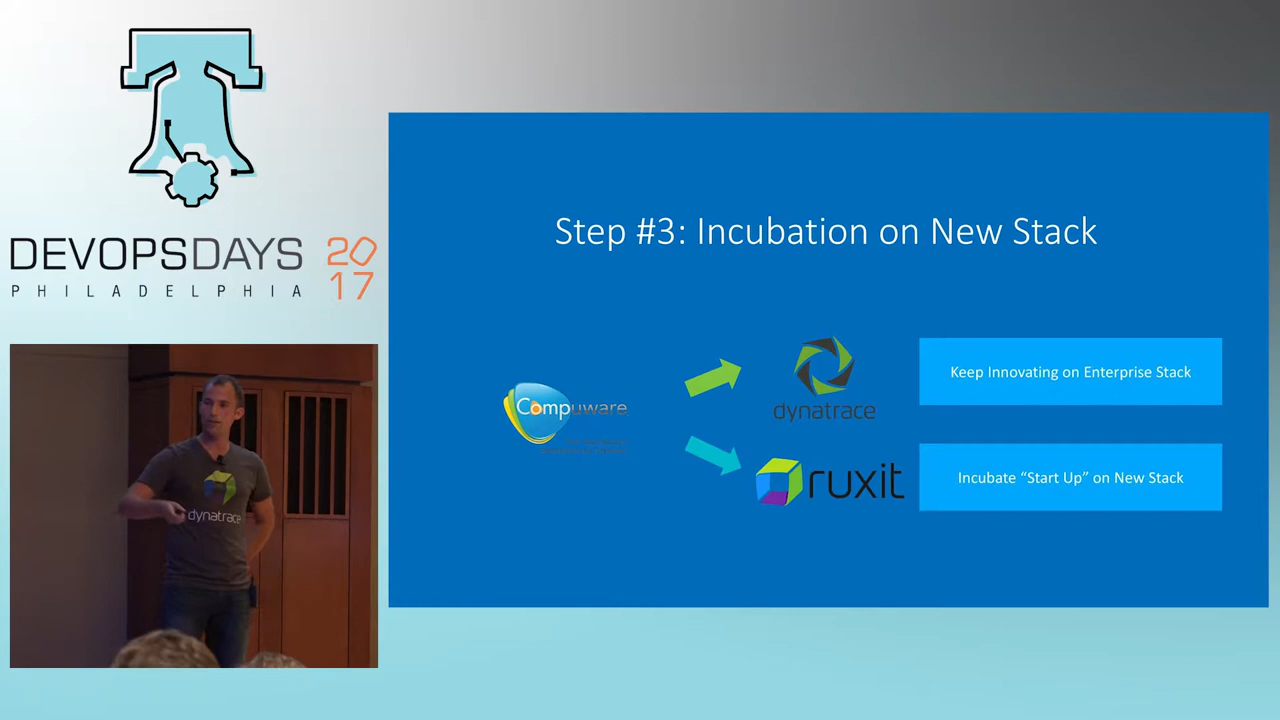 DEVOPSDAYS
PHILADELPHIA
20
17
dynatrace
Step #3: Incubation on New Stack
Compuware
dynatrace
Keep Innovating on Enterprise Stack
ruxit
Incubate “Start Up” on New Stack